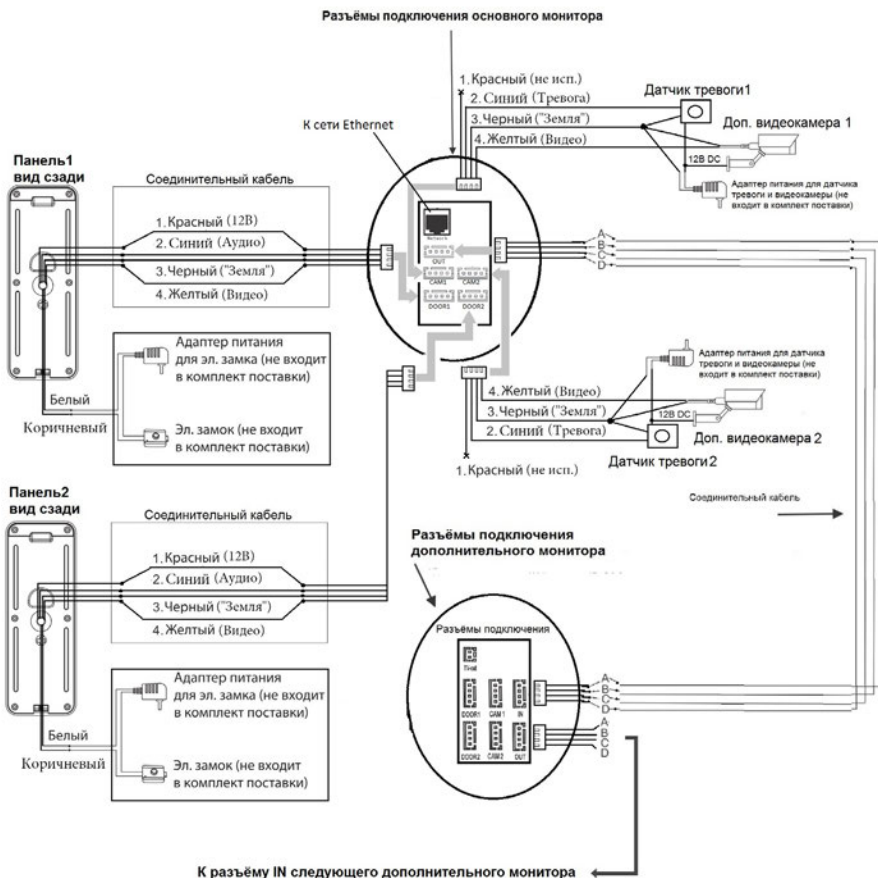 Разъёмы подключения основного монитора
1.Красный (не исп.)
2. Синий (Тревога)
3.Черный ("Земля")
4.Желтый (Видео)
К сети Ethernet
Датчик тревоги1
Доп. видеокамера 1
12В DC
Адаптер питания для датчика
тревоги и видеокамеры (не
входит в комплект поставки)
Панель1
вид сзади
Соединительный кабель
1.Красный (12В)
2. Синий (Аудио)
3.Черный ("Земля")
4.Желтый (Видео)
Network
OUT
CAM1 CAM2
DOOR1 DOOR2
A
B
C
D
Адаптер питания
для эл. замка (не входит
в комплект поставки)
Эл. замок (не входит
в комплект поставки)
Белый
Коричневый
Адаптер питания для датчика
тревоги и видеокамеры (не
входит в комплект поставки)
4.Желтый (Видео)
3.Черный ("Земля")
2.Синий (Тревога)
1.Красный (не исп.)
12В DC
Доп. видеокамера 2
Датчик тревоги2
Соединительный кабель
Панель2
вид сзади
Соединительный кабель
1.Красный (12В)
2.Синий (Аудио)
3.Черный ("Земля")
4.Желтый (Видео)
Адаптер питания
для эл. замка (не входит
в комплект поставки)
Эл. замок (не входит
в комплект поставки)
Белый
Коричневый
Разъёмы подключения
дополнительного монитора
Разъёмы подключения
DOOR1 CAM 1 IN
DOOR2 CAM2 OUT
A
B
C
D
A
B
C
D
К разъёму IN следующего дополнительного монитора